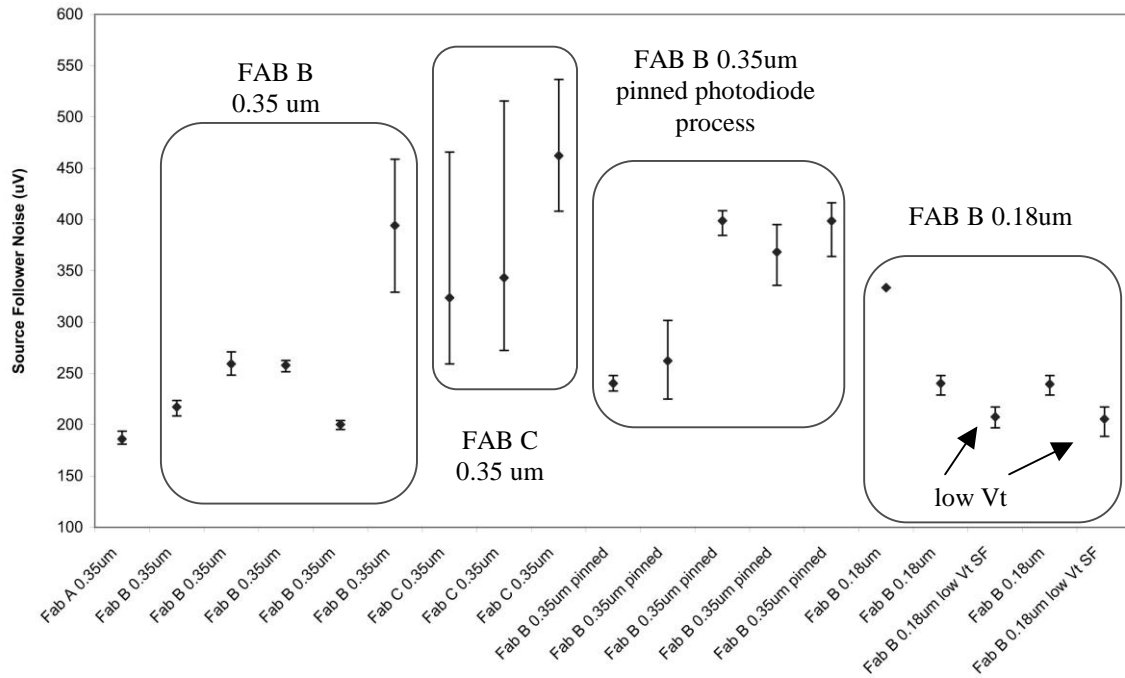 600
550
500
450
400
350
300
250
200
150
100
Source Follower Noise (uV)
FAB B
0.35 um
FAB C
0.35 um
FAB B 0.35um
pinned photodiode
process
FAB B 0.18um
low Vt
Fab A 0.35um
Fab B 0.35um
Fab B 0.35um
Fab B 0.35um
Fab B 0.35um
Fab B 0.35um
Fab C 0.35um
Fab C 0.35um
Fab C 0.35um
Fab B 0.35um pinned
Fab B 0.35um pinned
Fab B 0.35um pinned
Fab B 0.35um pinned
Fab B 0.35um pinned
Fab B 0.18um
Fab B 0.18um
Fab B 0.18um low Vt SF
Fab B 0.18um
Fab B 0.18um low Vt SF